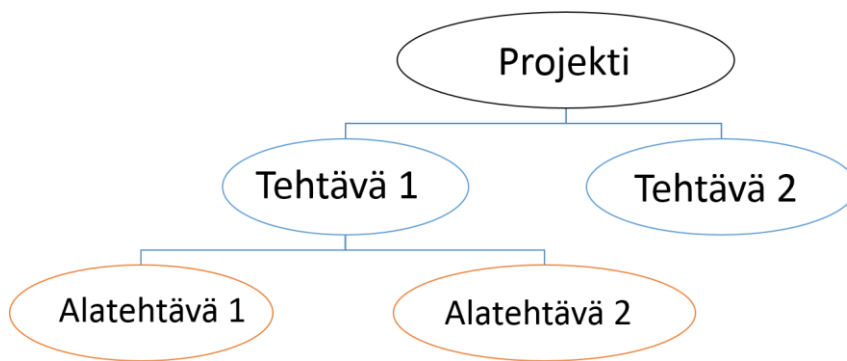 Projekti
Tehtävä 1
Tehtävä 2
Alatehtävä 1
Alatehtävä 2